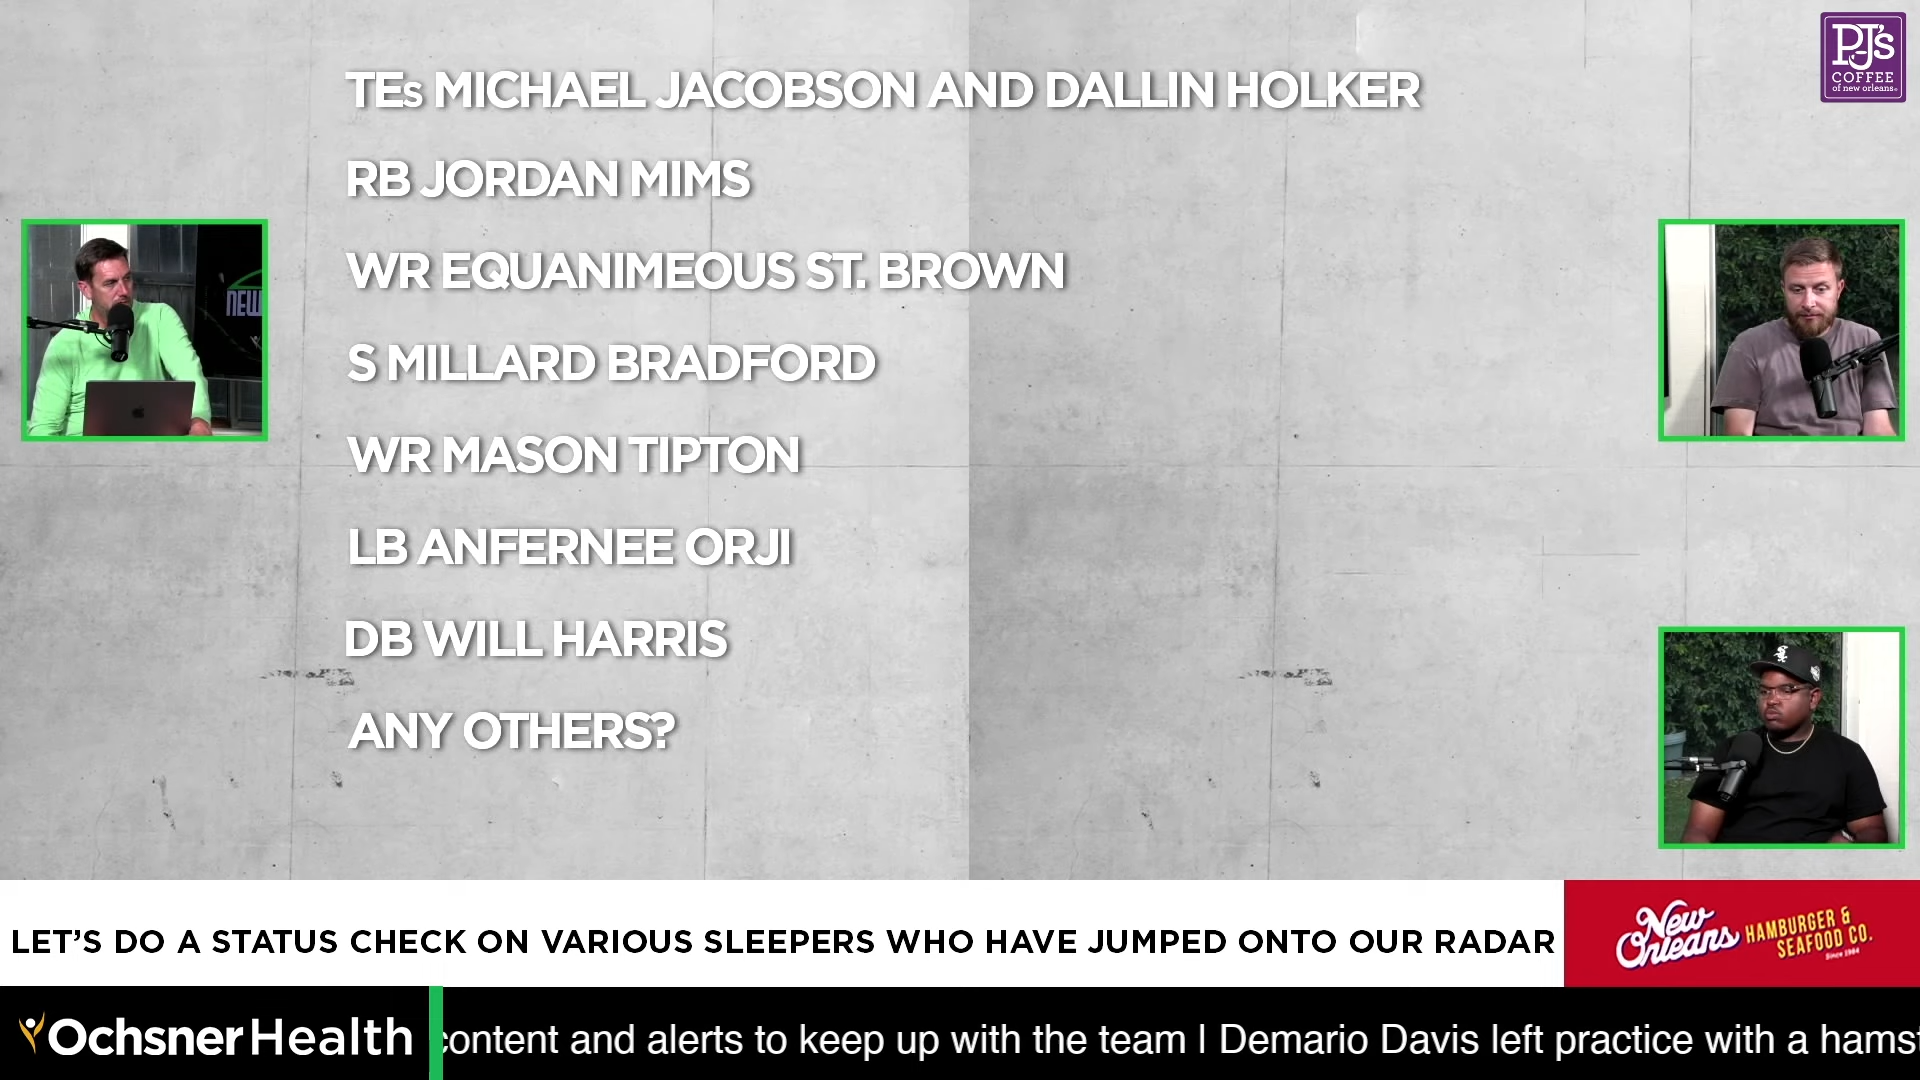 TEs MICHAEL JACOBSON AND DALLIN HOLKER
RB JORDAN MIMS
WR EQUANIMEOUS ST. BROWN
S MILLARD BRADFORD
WR MASON TIPTON
LB ANFERNEE ORJI
DB WILL HARRIS
ANY OTHERS?
PJ's
COFFEE
of new orleans
NEW
LET'S DO A STATUS CHECK ON VARIOUS SLEEPERS WHO HAVE JUMPED ONTO OUR RADAR
New Orleans
HAMBURGER &
SEAFOOD CO.
Since 1984
Ochsner Health
content and alerts to keep up with the team | Demario Davis left practice with a hamst